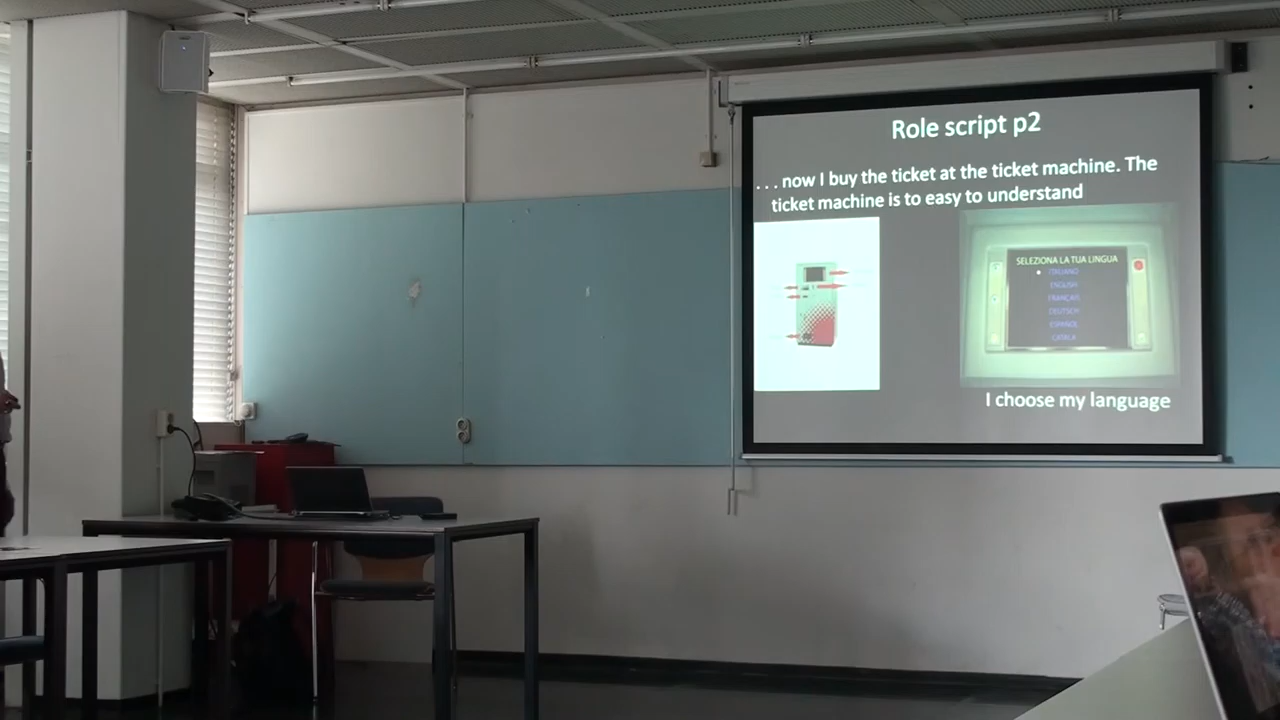 Role script p2
. . . now I buy the ticket at the ticket machine. The
ticket machine is to easy to understand
SELEZIONA LA TUA LINGUA
ITALIANO
ENGLISH
FRANÇAIS
DEUTSCH
ESPAÑOL
CATALÀ
I choose my language